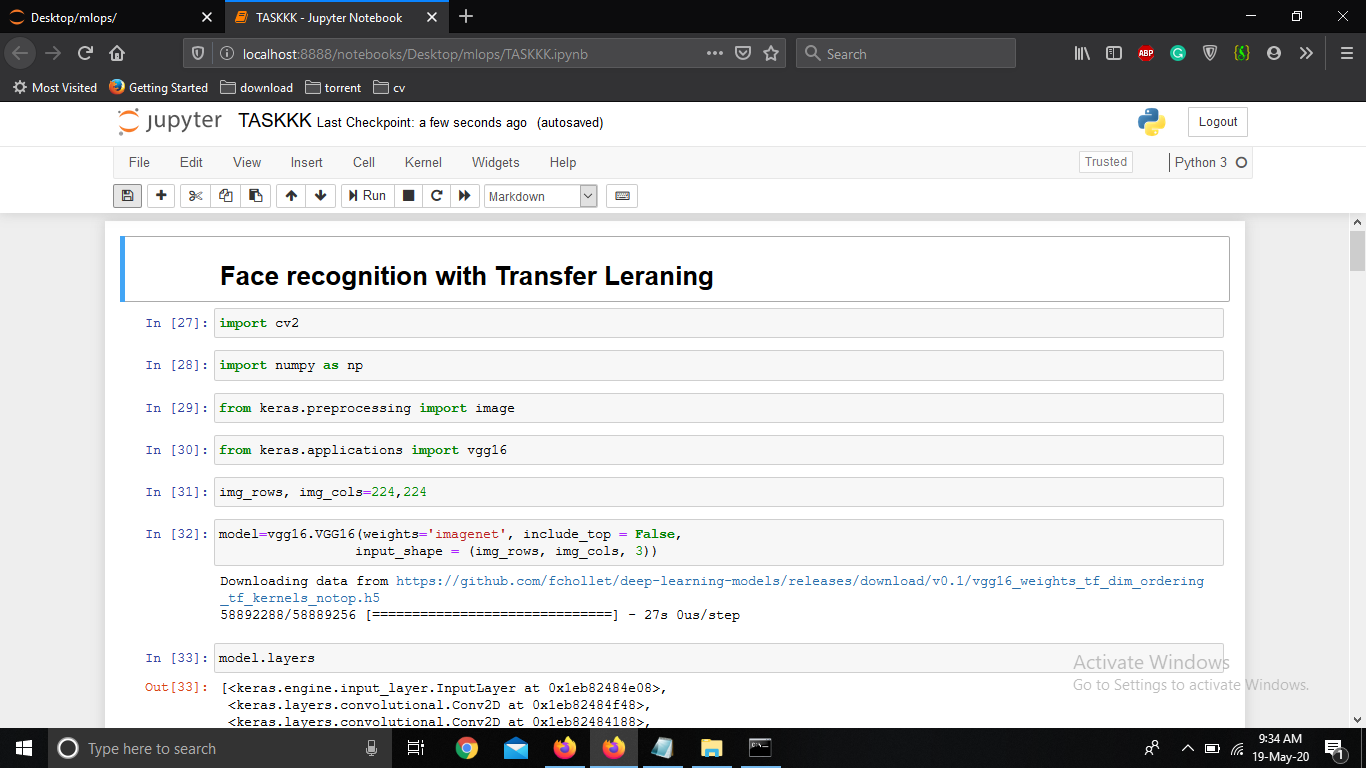 Desktop/mlops/
TASKKK - Jupyter Notebook
localhost:8888/notebooks/Desktop/mlops/TASKKK.ipynb
Search
ABP
Most Visited
Getting Started
download
torrent
cv
jupyter TASKKK Last Checkpoint: a few seconds ago (autosaved)
Logout
File Edit View Insert Cell Kernel Widgets Help
Trusted
Python 3
Run
Markdown
Face recognition with Transfer Leraning
In [27]: import cv2
In [28]: import numpy as np
In [29]: from keras.preprocessing import image
In [30]: from keras.applications import vgg16
In [31]: img_rows, img_cols=224,224
In [32]: model=vgg16.VGG16(weights='imagenet', include_top = False,
input_shape = (img_rows, img_cols, 3))
Downloading data from https://github.com/fchollet/deep-learning-models/releases/download/v0.1/vgg16_weights_tf_dim_ordering
_tf_kernels_notop.h5
58892288/58889256 [==============================] - 27s 0us/step
In [33]: model.layers
Out[33]: [<keras.engine.input_layer.InputLayer at 0x1eb82484e08>,
<keras.layers.convolutional.Conv2D at 0x1eb82484f48>,
<keras.layers.convolutional.Conv2D at 0x1eb82484188>,
Activate Windows
Go to Settings to activate Windows.
Type here to search
9:34 AM
19-May-20
1